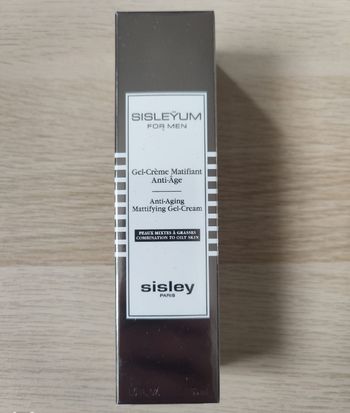 SISLEŸUM
FOR MEN
Gel-Crème Matifiant
Anti-Âge
Anti-Aging
Mattifying Gel-Cream
PEAUX MIXTES À GRASSES
COMBINATION TO OILY SKIN
sisley
PARIS